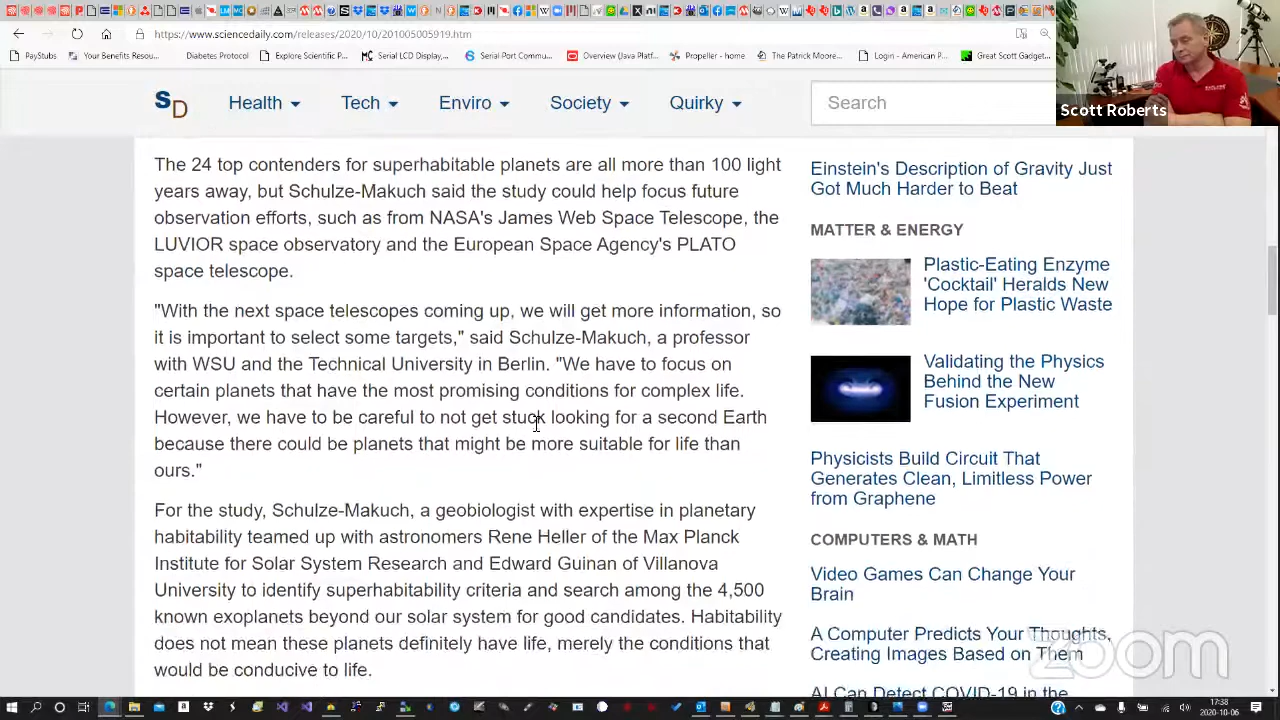 https://www.sciencedaily.com/releases/2020/10/201005005919.htm
PayStubs
Your Benefits Resou...
Diabetes Protocol
Explore Scientific P...
Serial LCD Display,...
Serial Port Commu...
Overview (Java Platf...
Propeller - home
The Patrick Moore...
Login - American P...
Great Scott Gadget...
Scott Roberts
SD
Health
Tech
Enviro
Society
Quirky
Search
The 24 top contenders for superhabitable planets are all more than 100 light
years away, but Schulze-Makuch said the study could help focus future
observation efforts, such as from NASA's James Web Space Telescope, the
LUVIOR space observatory and the European Space Agency's PLATO
space telescope.
"With the next space telescopes coming up, we will get more information, so
it is important to select some targets," said Schulze-Makuch, a professor
with WSU and the Technical University in Berlin. "We have to focus on
certain planets that have the most promising conditions for complex life.
However, we have to be careful to not get stuck looking for a second Earth
because there could be planets that might be more suitable for life than
ours."
For the study, Schulze-Makuch, a geobiologist with expertise in planetary
habitability teamed up with astronomers Rene Heller of the Max Planck
Institute for Solar System Research and Edward Guinan of Villanova
University to identify superhabitability criteria and search among the 4,500
known exoplanets beyond our solar system for good candidates. Habitability
does not mean these planets definitely have life, merely the conditions that
would be conducive to life.
Einstein's Description of Gravity Just
Got Much Harder to Beat
MATTER & ENERGY
Plastic-Eating Enzyme
'Cocktail' Heralds New
Hope for Plastic Waste
Validating the Physics
Behind the New
Fusion Experiment
Physicists Build Circuit That
Generates Clean, Limitless Power
from Graphene
COMPUTERS & MATH
Video Games Can Change Your
Brain
A Computer Predicts Your Thoughts,
Creating Images Based on Them
AI Can Detect COVID-19 in the
zoom
17:38
2020-10-06